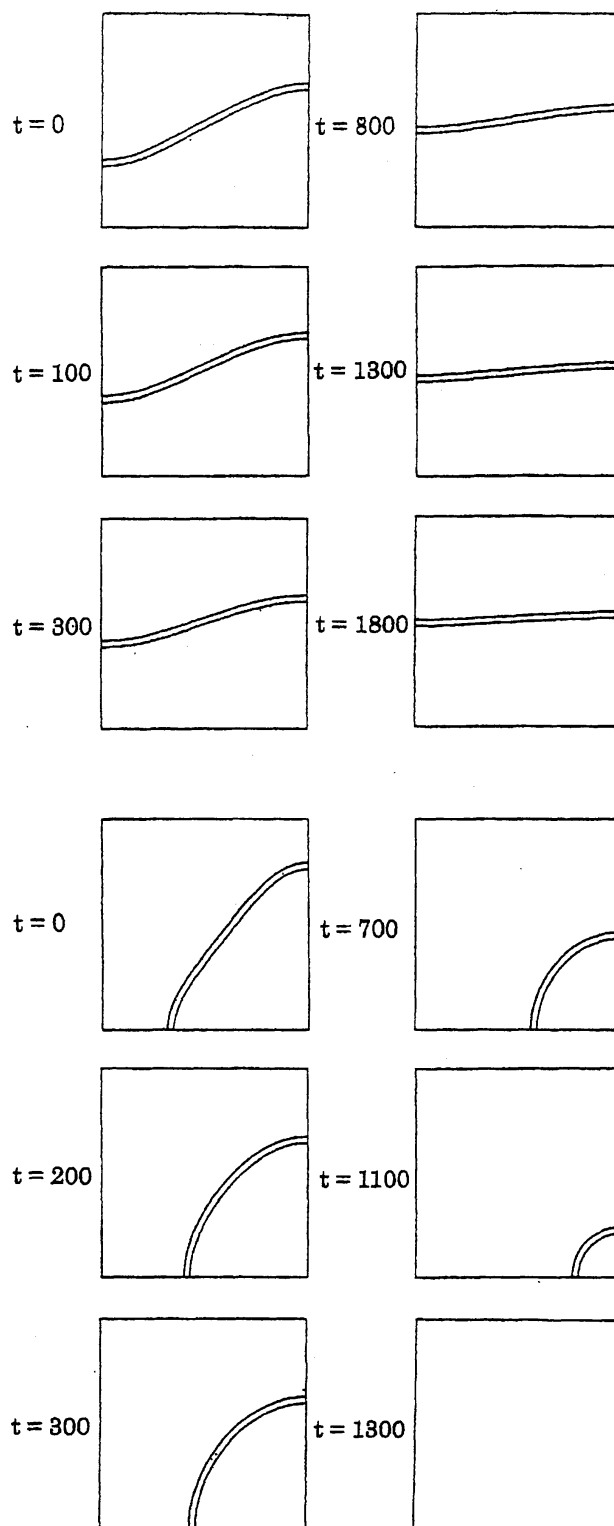 t = 0
t = 800
t = 100
t = 1300
t = 300
t = 1800
t = 0
t = 700
t = 200
t = 1100
t = 300
t = 1300